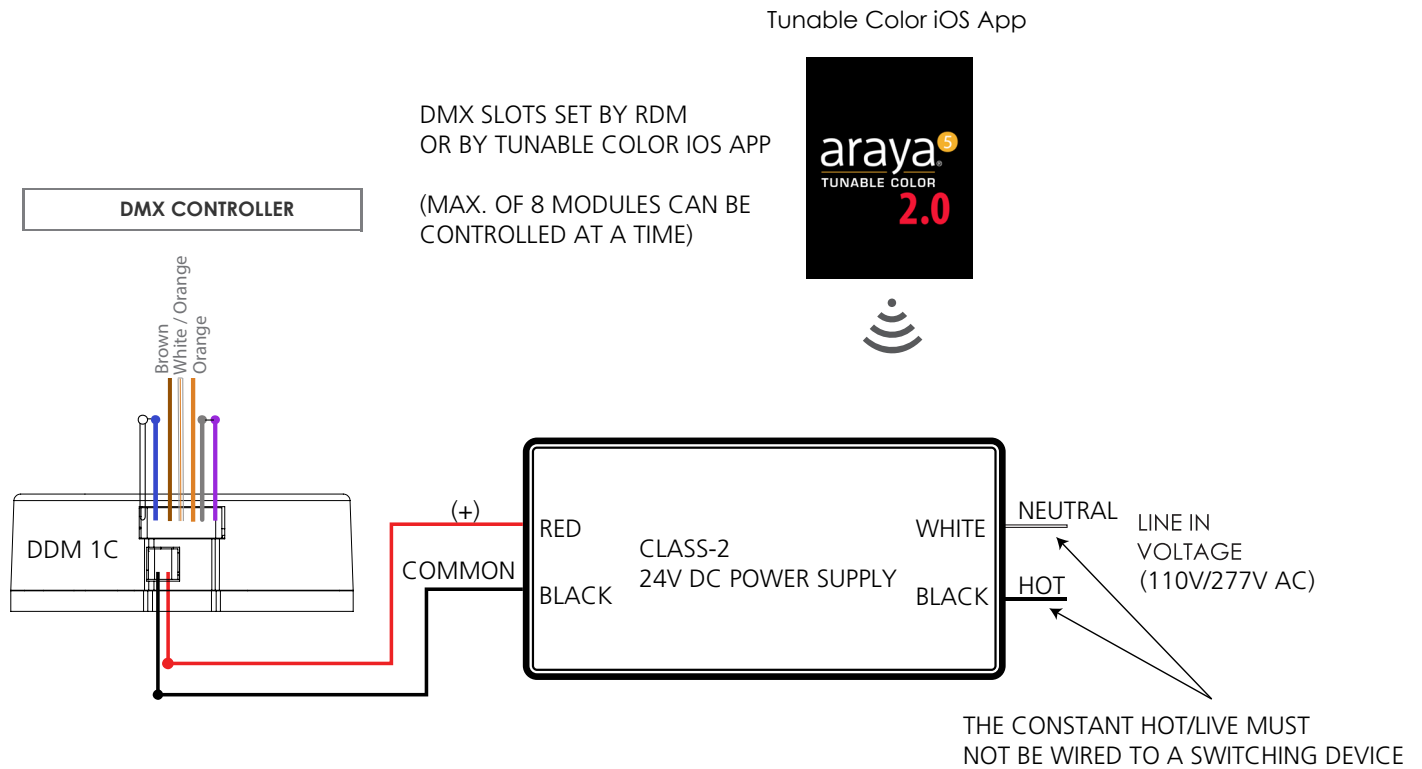 Tunable Color iOS App
DMX SLOTS SET BY RDM
OR BY TUNABLE COLOR IOS APP
(MAX. OF 8 MODULES CAN BE
CONTROLLED AT A TIME)
araya® 5
TUNABLE COLOR
2.0
DMX CONTROLLER
Brown
White / Orange
Orange
DDM 1C
(+)
COMMON
RED
BLACK
CLASS-2
24V DC POWER SUPPLY
WHITE
BLACK
NEUTRAL
HOT
LINE IN
VOLTAGE
(110V/277V AC)
THE CONSTANT HOT/LIVE MUST
NOT BE WIRED TO A SWITCHING DEVICE